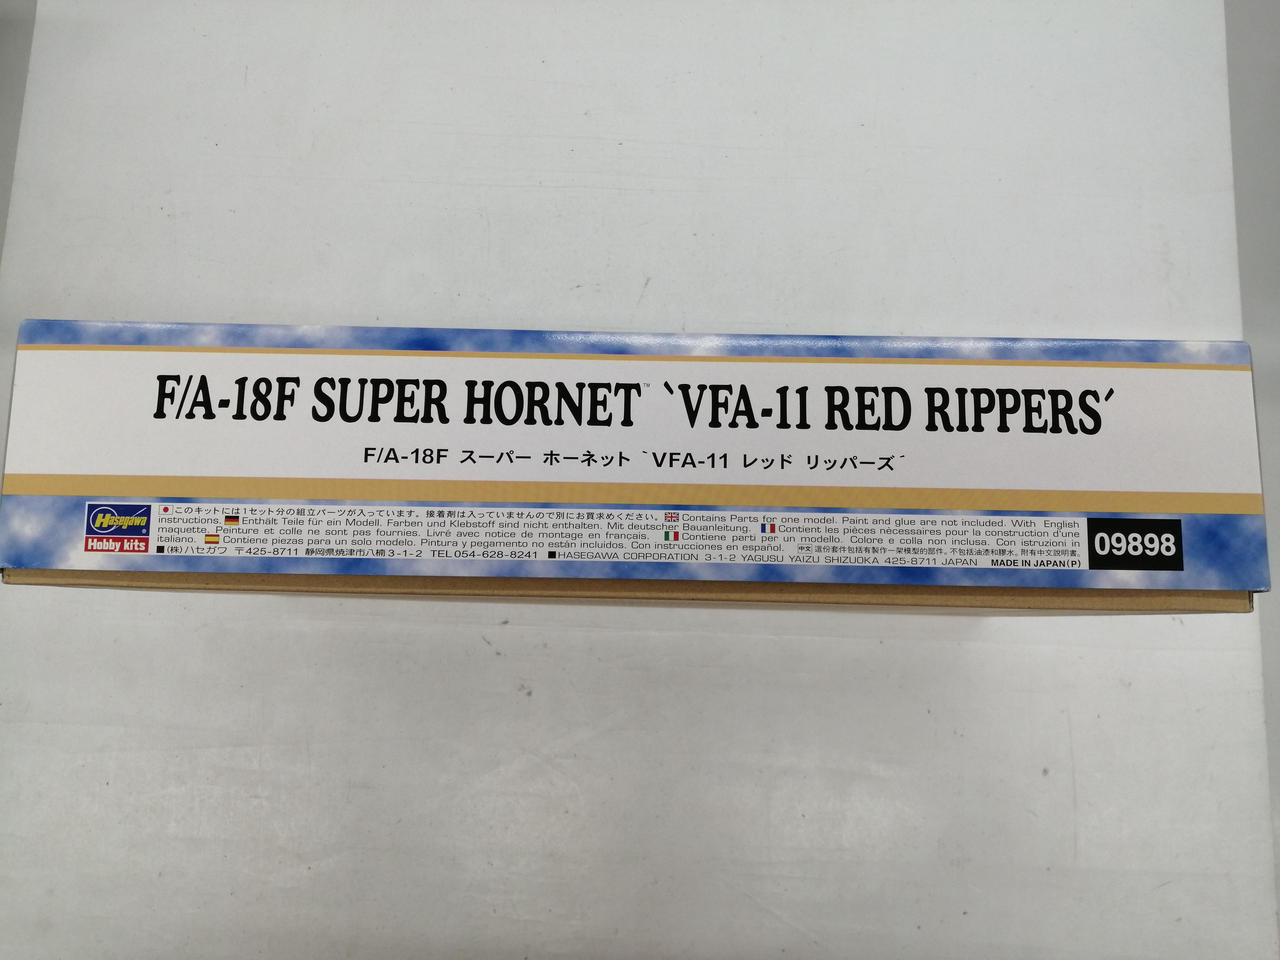 F/A-18F SUPER HORNET™ `VFA-11 RED RIPPERS´
F/A-18F スーパー ホーネット `VFA-11 レッド リッパーズ´
Hasegawa®
Hobby kits
このキットには1セット分の組立パーツが入っています。接着剤は入っていませんので別にお買求めください。 Contains Parts for one model. Paint and glue are not included. With English
instructions. Enthält Teile für ein Modell. Farben und Klebstoff sind nicht enthalten. Mit deutscher Bauanleitung. Contient les pièces nécessaires pour la construction d'une
maquette. Peinture et colle ne sont pas fournies. Livré avec notice de montage en français. Contiene parti per un modello. Colore e colla non inclusa. Con istruzioni in
italiano. Contiene piezas para un solo modelo. Pintura y pegamento no están incluidos. Con instrucciones en español. 中文 這份套件包括有製作一架模型的部件。不包括油漆和膠水。附有中文說明書。
■(株)ハセガワ 〒425-8711 静岡県焼津市八楠 3-1-2 TEL 054-628-8241 ■HASEGAWA CORPORATION 3-1-2 YAGUSU YAIZU SHIZUOKA 425-8711 JAPAN MADE IN JAPAN(P)
09898